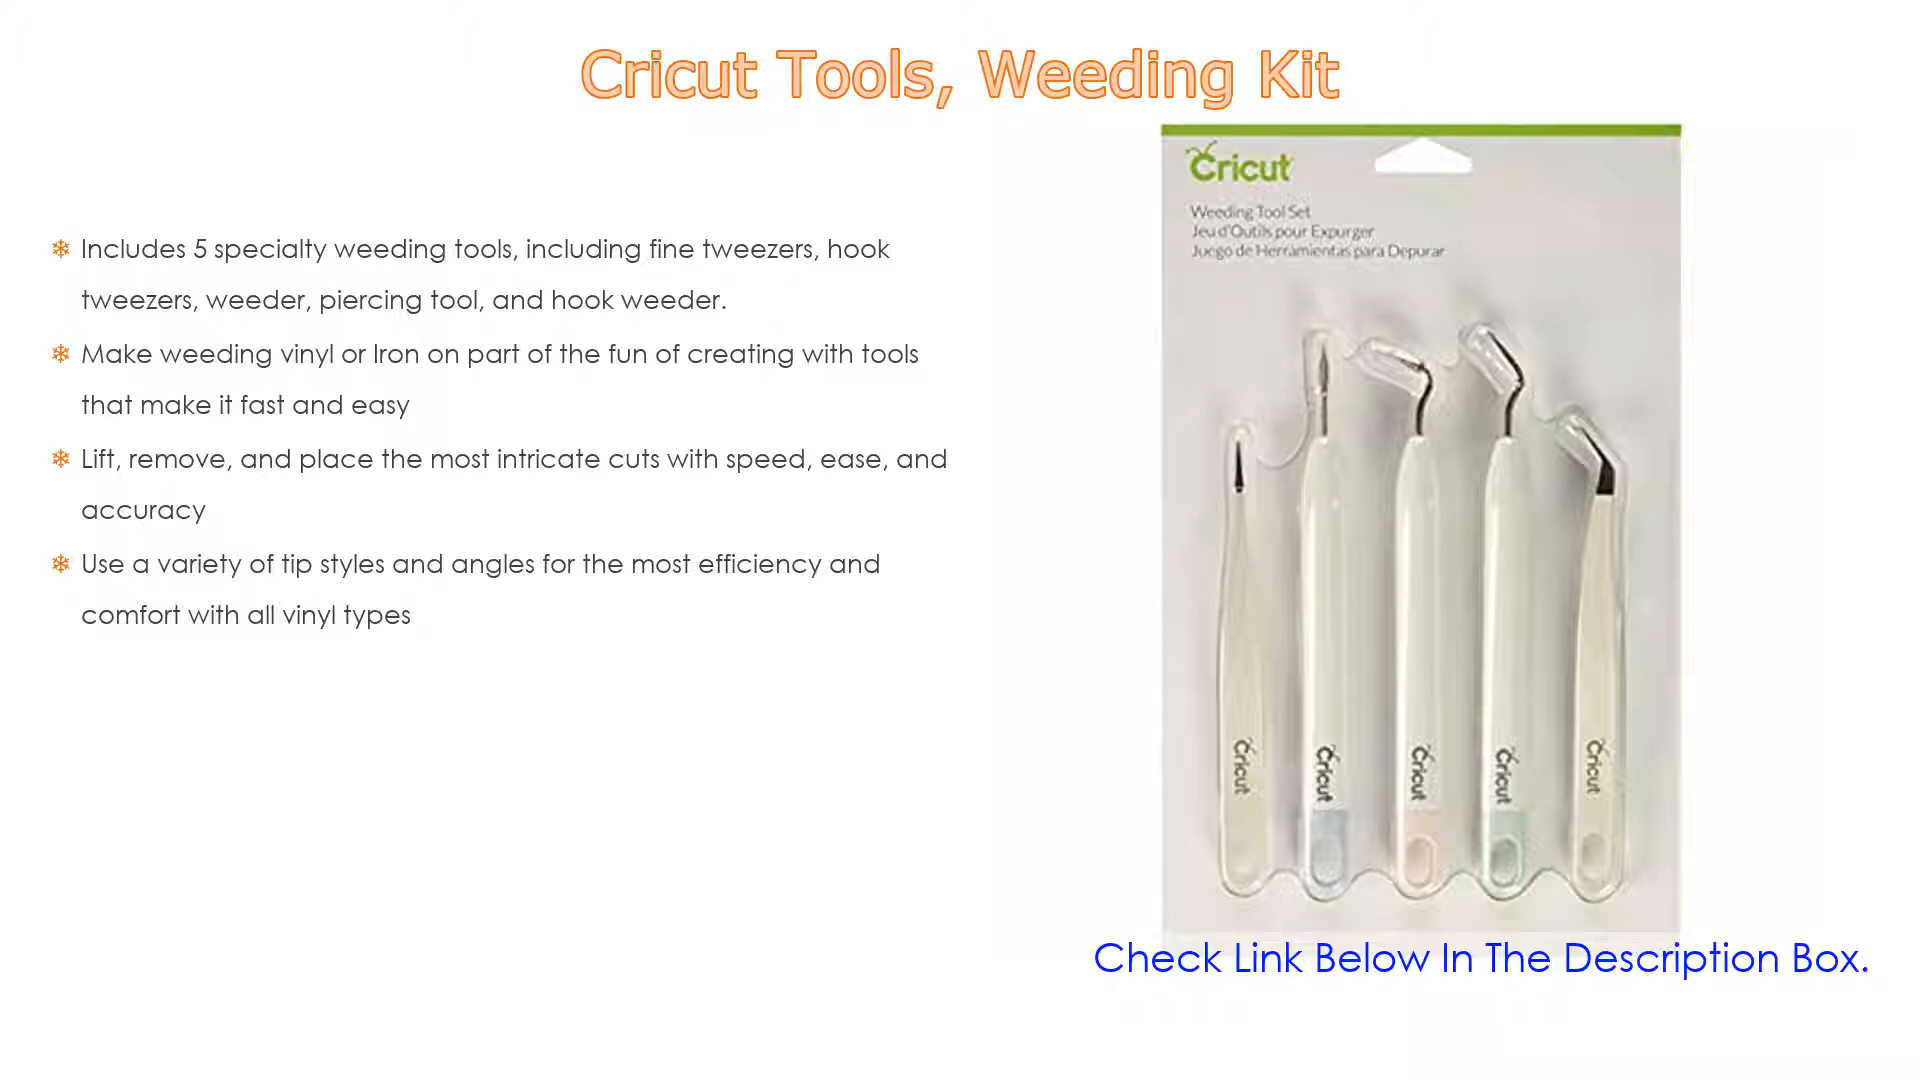 Cricut Tools, Weeding Kit
Includes 5 specialty weeding tools, including fine tweezers, hook
tweezers, weeder, piercing tool, and hook weeder.
Make weeding vinyl or Iron on part of the fun of creating with tools
that make it fast and easy
Lift, remove, and place the most intricate cuts with speed, ease, and
accuracy
Use a variety of tip styles and angles for the most efficiency and
comfort with all vinyl types
Cricut
Weeding Tool Set
Jeu d'Outils pour Expurger
Juego de Herramientas para Depurar
Cricut
Cricut
Cricut
Cricut
Cricut
Check Link Below In The Description Box.